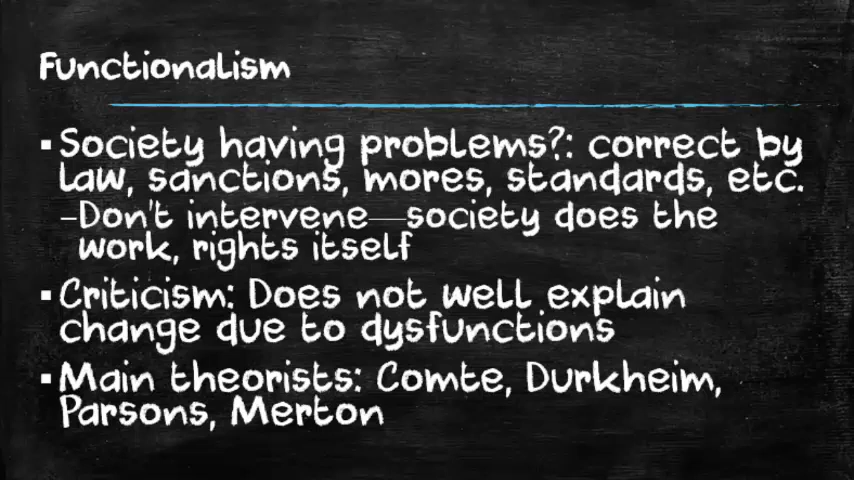 Functionalism
▪Society having problems?: correct by
law, sanctions, mores, standards, etc.
–Don't intervene—society does the
work, rights itself
▪Criticism: Does not well explain
change due to dysfunctions
▪Main theorists: Comte, Durkheim,
Parsons, Merton